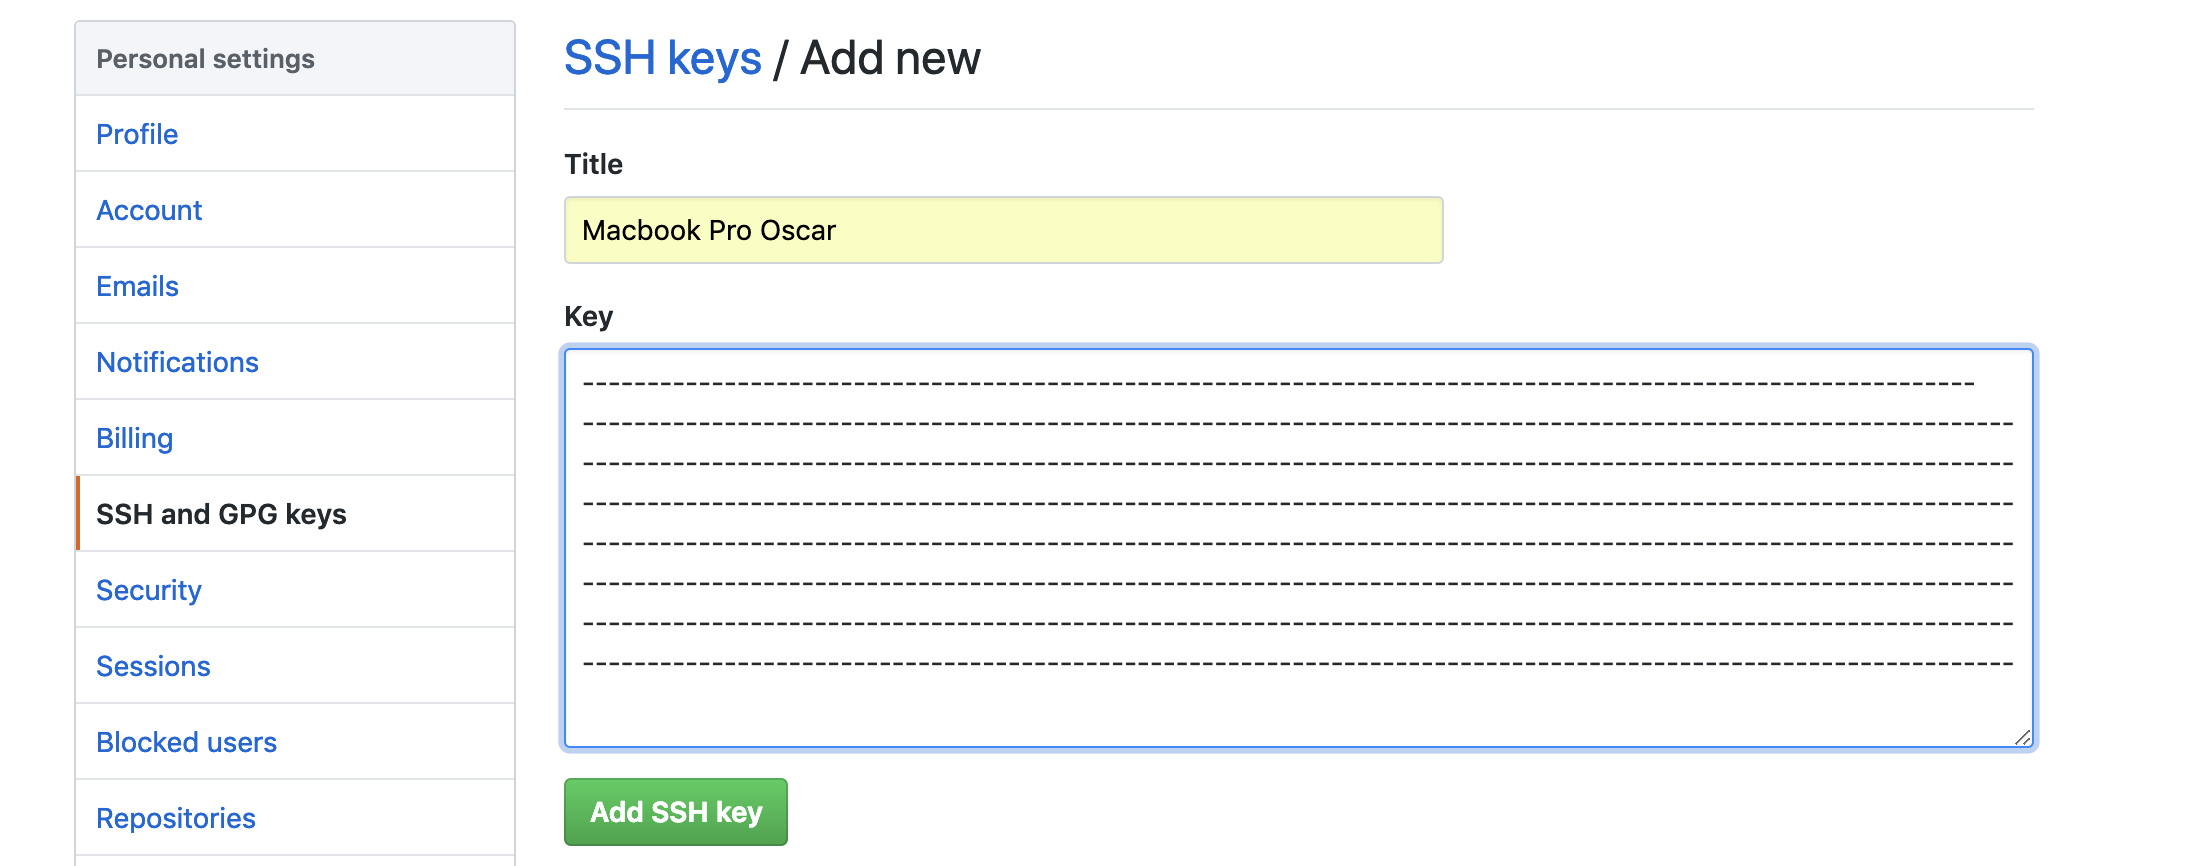 Personal settings
Profile
Account
Emails
Notifications
Billing
SSH and GPG keys
Security
Sessions
Blocked users
Repositories
SSH keys / Add new
Title
Macbook Pro Oscar
Key
------------------------------------------------------------------------------------------------------------
---------------------------------------------------------------------------------------------------------------
---------------------------------------------------------------------------------------------------------------
---------------------------------------------------------------------------------------------------------------
---------------------------------------------------------------------------------------------------------------
---------------------------------------------------------------------------------------------------------------
---------------------------------------------------------------------------------------------------------------
---------------------------------------------------------------------------------------------------------------
Add SSH key